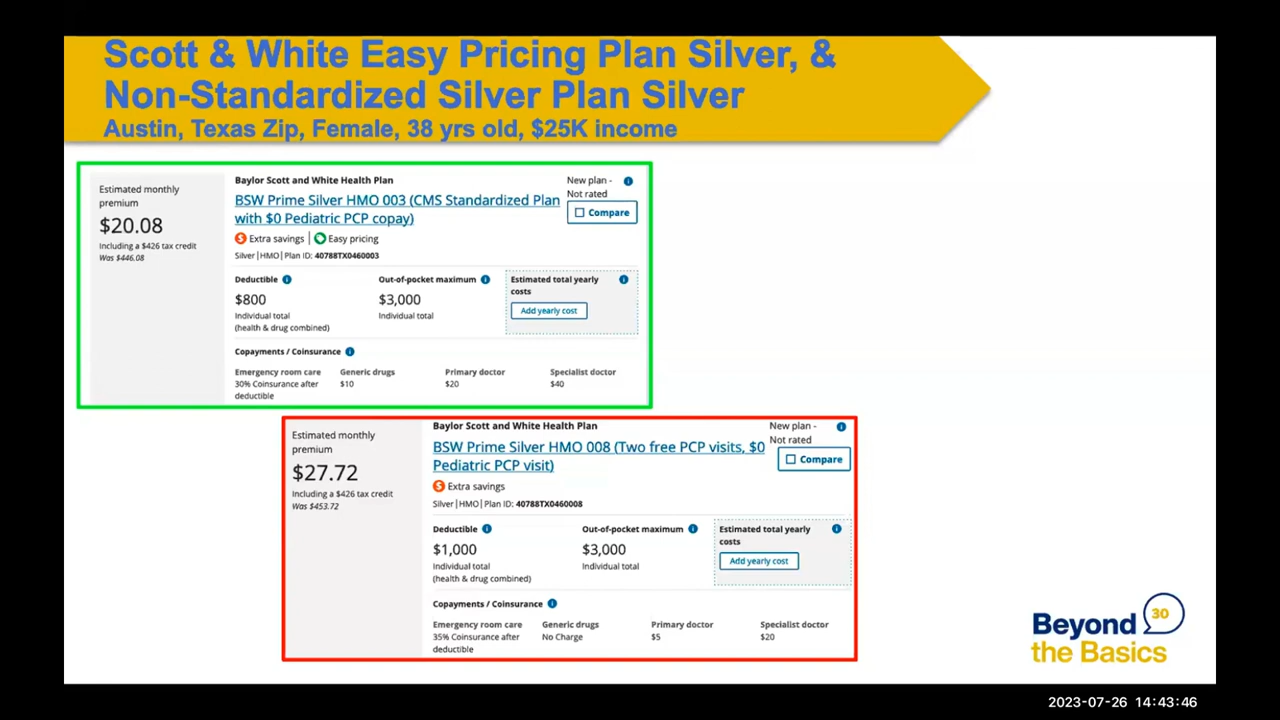 Scott & White Easy Pricing Plan Silver, &
Non-Standardized Silver Plan Silver
Austin, Texas Zip, Female, 38 yrs old, $25K income
Estimated monthly
premium
$20.08
Including a $426 tax credit
Was $446.08
Baylor Scott and White Health Plan
BSW Prime Silver HMO 003 (CMS Standardized Plan
with $0 Pediatric PCP copay)
Extra savings | Easy pricing
Silver | HMO | Plan ID: 40788TX0460003
New plan -
Not rated
Compare
Deductible
$800
Individual total
(health & drug combined)
Out-of-pocket maximum
$3,000
Individual total
Estimated total yearly
costs
Add yearly cost
Copayments / Coinsurance
Emergency room care
30% Coinsurance after
deductible
Generic drugs
$10
Primary doctor
$20
Specialist doctor
$40
Estimated monthly
premium
$27.72
Including a $426 tax credit
Was $453.72
Baylor Scott and White Health Plan
BSW Prime Silver HMO 008 (Two free PCP visits, $0
Pediatric PCP visit)
Extra savings
Silver | HMO | Plan ID: 40788TX0460008
New plan -
Not rated
Compare
Deductible
$1,000
Individual total
(health & drug combined)
Out-of-pocket maximum
$3,000
Individual total
Estimated total yearly
costs
Add yearly cost
Copayments / Coinsurance
Emergency room care
35% Coinsurance after
deductible
Generic drugs
No Charge
Primary doctor
$5
Specialist doctor
$20
30
Beyond
the Basics
2023-07-26 14:43:46